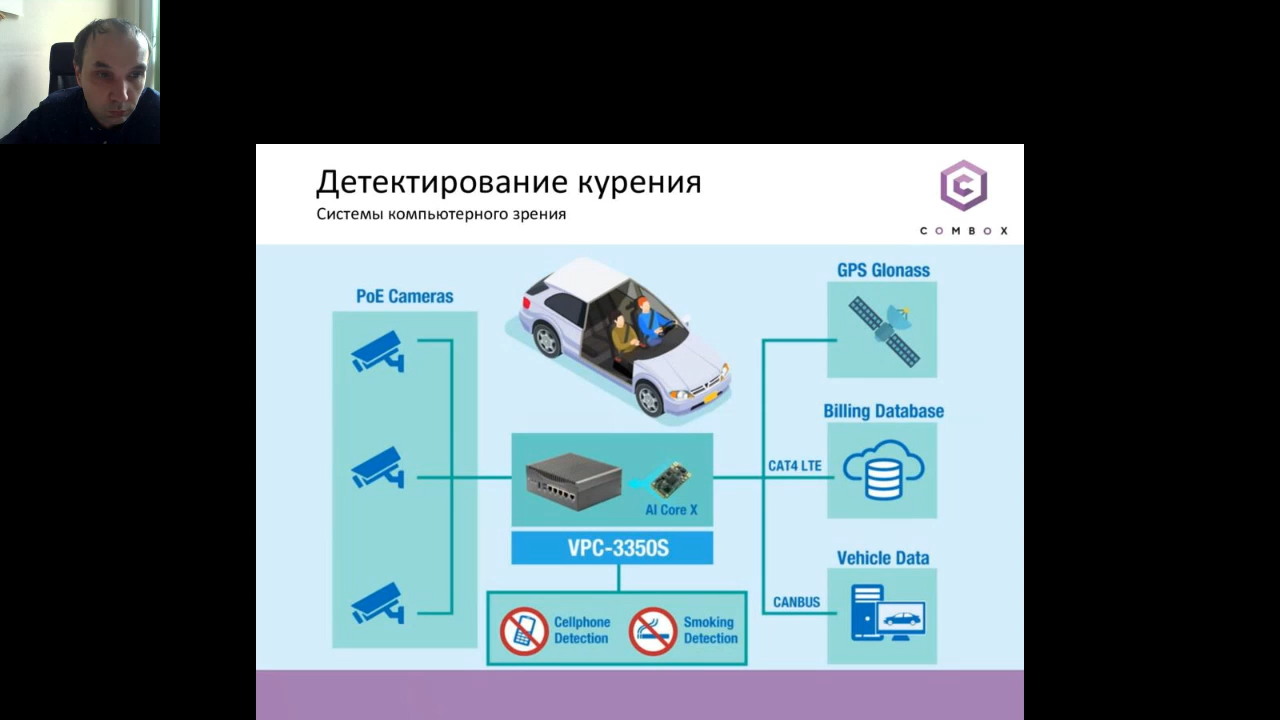 Детектирование курения
Системы компьютерного зрения
COMBOX
PoE Cameras
GPS Glonass
Billing Database
CAT4 LTE
AI Core X
VPC-3350S
Vehicle Data
CANBUS
Cellphone
Detection
Smoking
Detection